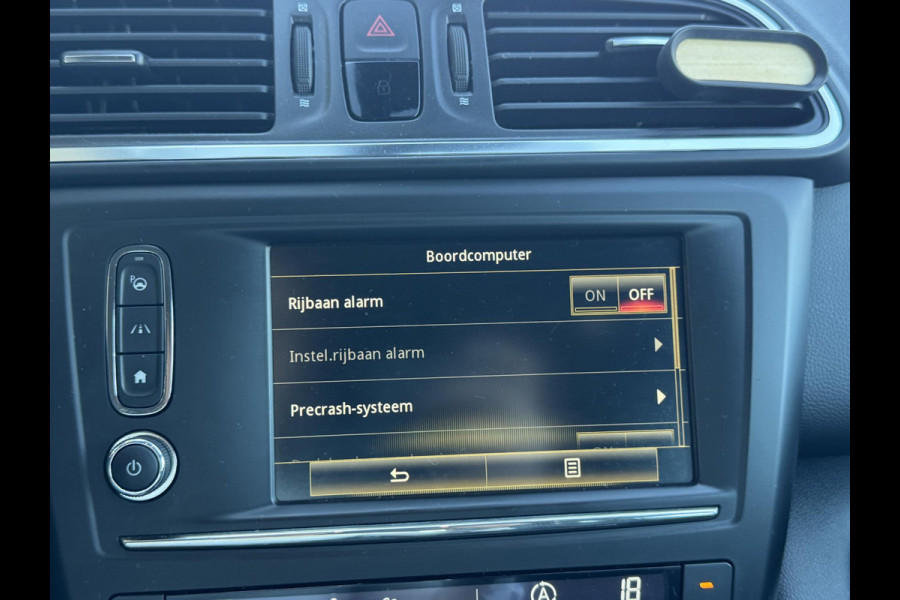 Boordcomputer
Rijbaan alarm ON OFF
Instel.rijbaan alarm
Precrash-systeem
P
A 18